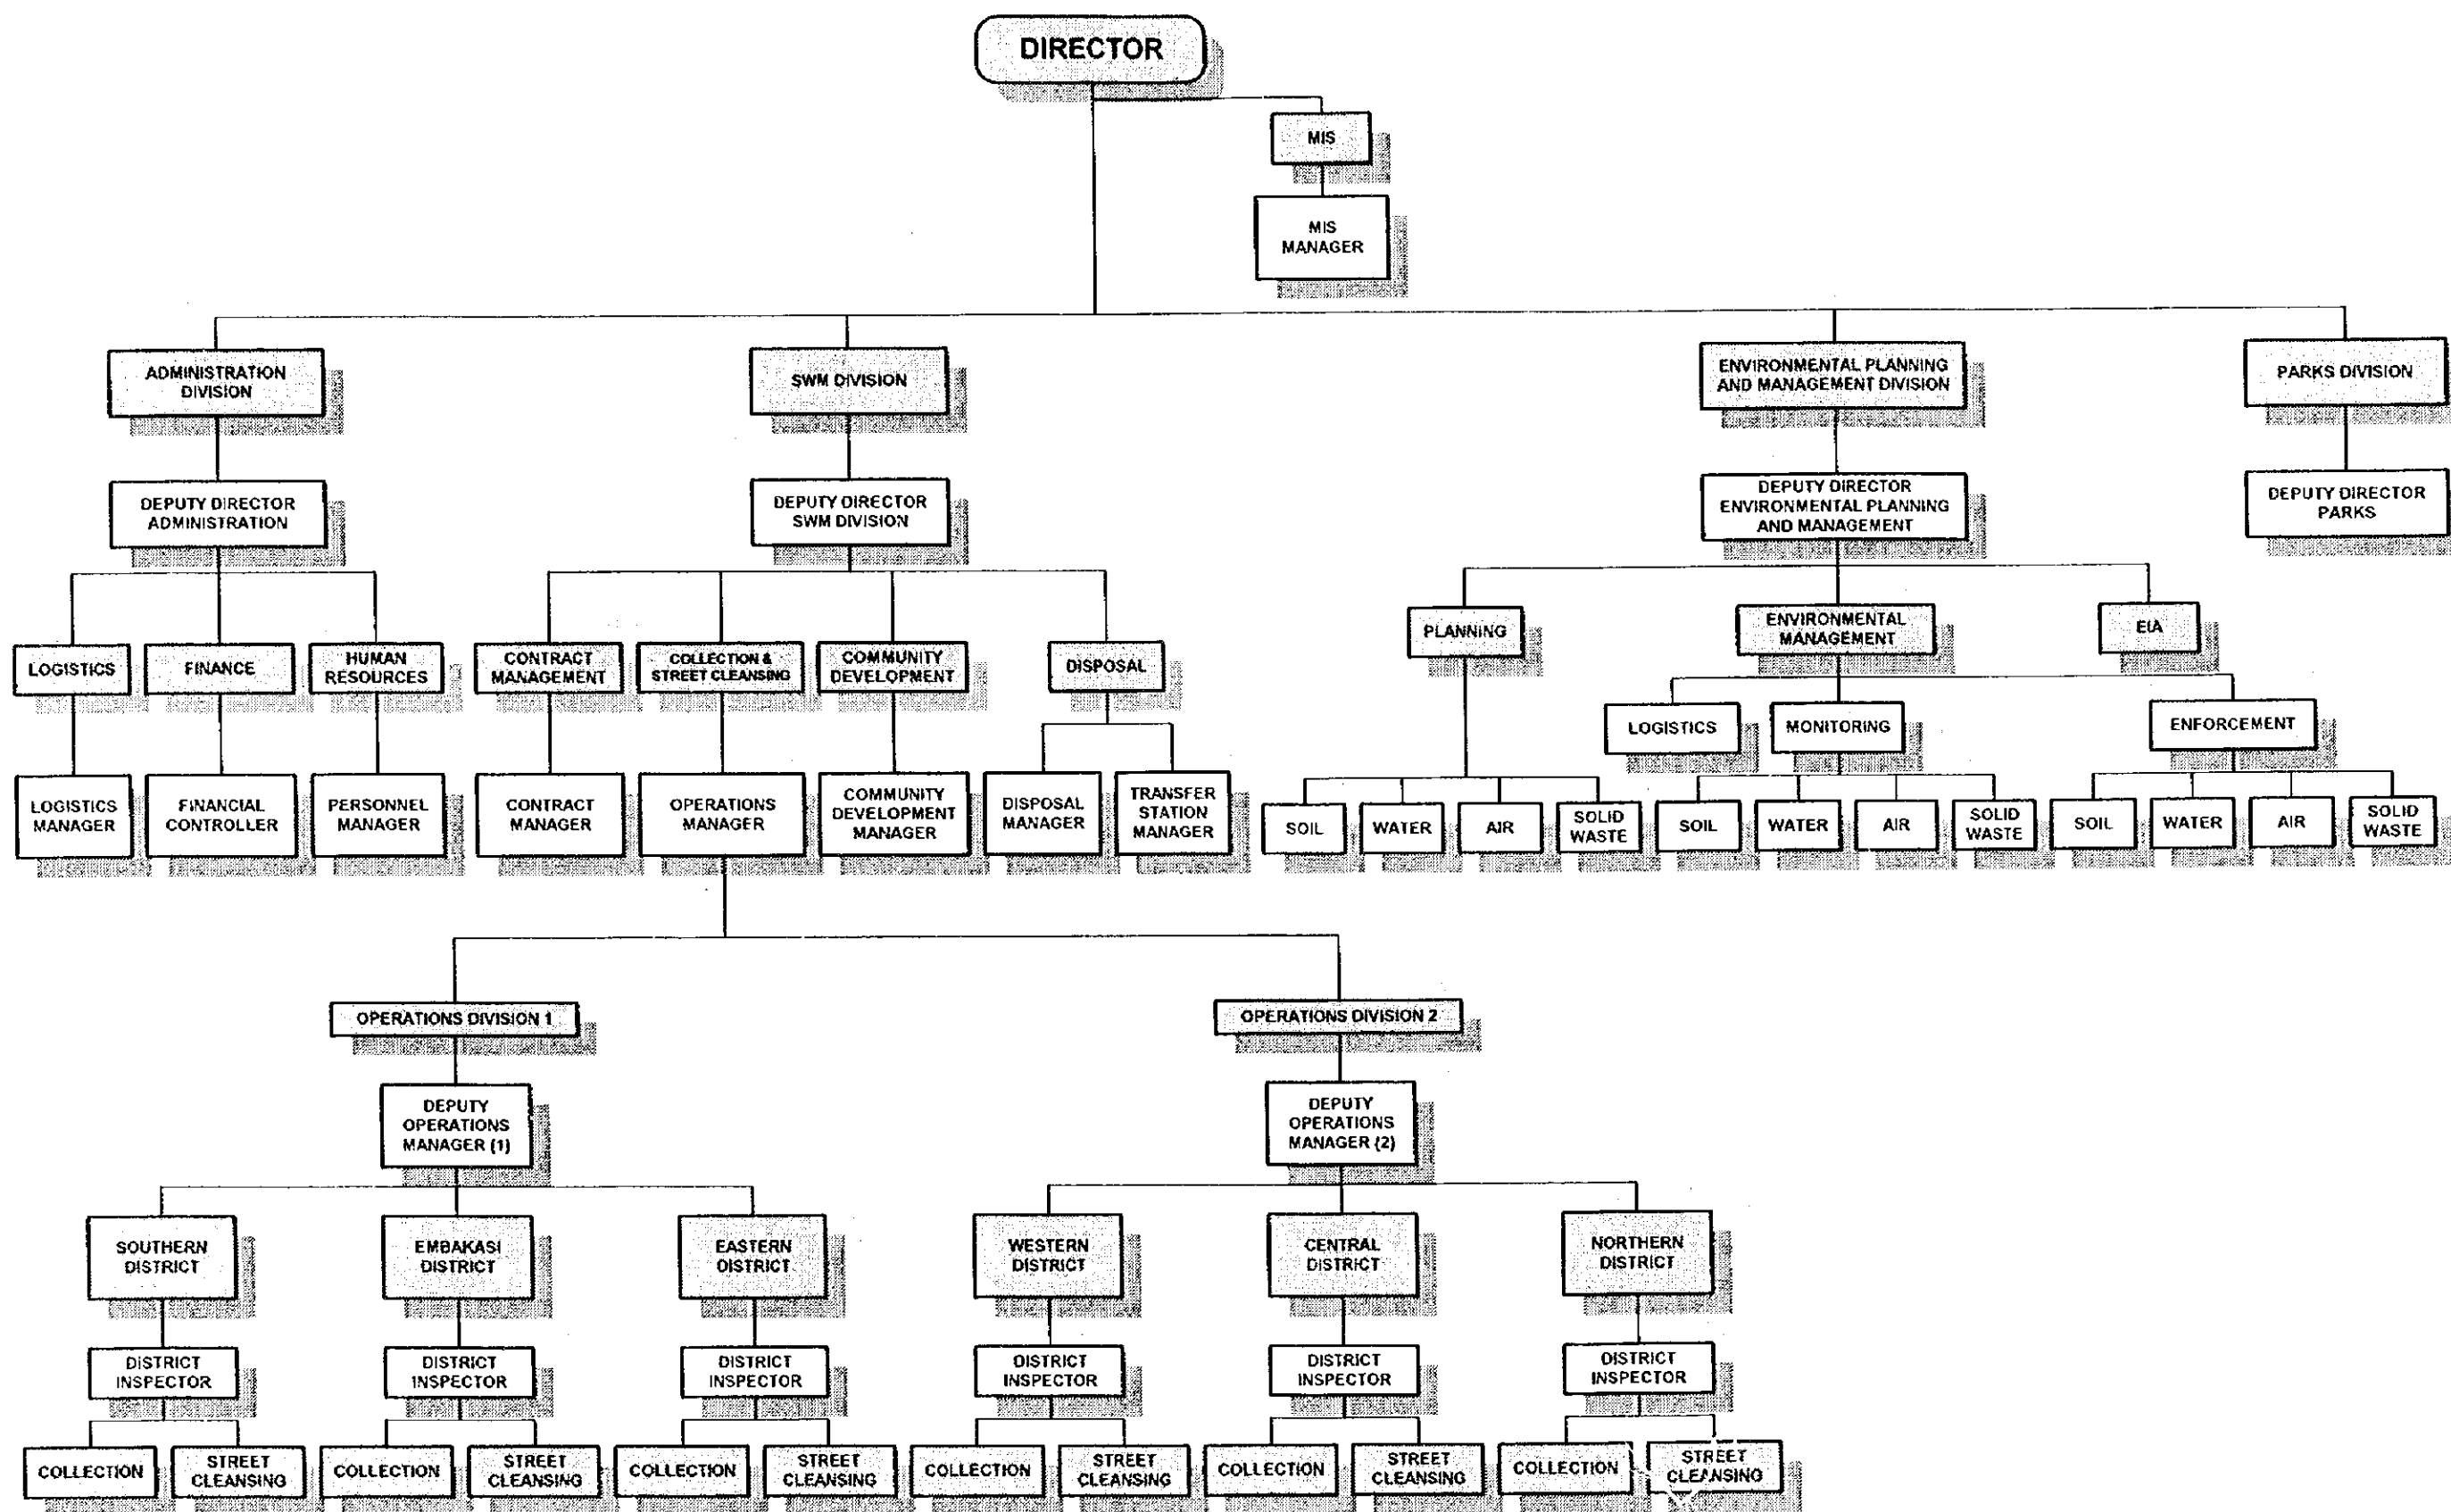 DIRECTOR
MIS
MIS
MANAGER
ADMINISTRATION
DIVISION
SWM DIVISION
ENVIRONMENTAL PLANNING
AND MANAGEMENT DIVISION
PARKS DIVISION
DEPUTY DIRECTOR
ADMINISTRATION
DEPUTY DIRECTOR
SWM DIVISION
DEPUTY DIRECTOR
ENVIRONMENTAL PLANNING
AND MANAGEMENT
DEPUTY DIRECTOR
PARKS
LOGISTICS
FINANCE
HUMAN
RESOURCES
CONTRACT
MANAGEMENT
COLLECTION &
STREET CLEANSING
COMMUNITY
DEVELOPMENT
DISPOSAL
PLANNING
ENVIRONMENTAL
MANAGEMENT
EIA
LOGISTICS
MONITORING
ENFORCEMENT
LOGISTICS
MANAGER
FINANCIAL
CONTROLLER
PERSONNEL
MANAGER
CONTRACT
MANAGER
OPERATIONS
MANAGER
COMMUNITY
DEVELOPMENT
MANAGER
DISPOSAL
MANAGER
TRANSFER
STATION
MANAGER
SOIL
WATER
AIR
SOLID
WASTE
SOIL
WATER
AIR
SOLID
WASTE
SOIL
WATER
AIR
SOLID
WASTE
OPERATIONS DIVISION 1
OPERATIONS DIVISION 2
DEPUTY
OPERATIONS
MANAGER (1)
DEPUTY
OPERATIONS
MANAGER (2)
SOUTHERN
DISTRICT
EMBAKASI
DISTRICT
EASTERN
DISTRICT
WESTERN
DISTRICT
CENTRAL
DISTRICT
NORTHERN
DISTRICT
DISTRICT
INSPECTOR
DISTRICT
INSPECTOR
DISTRICT
INSPECTOR
DISTRICT
INSPECTOR
DISTRICT
INSPECTOR
DISTRICT
INSPECTOR
COLLECTION
STREET
CLEANSING
COLLECTION
STREET
CLEANSING
COLLECTION
STREET
CLEANSING
COLLECTION
STREET
CLEANSING
COLLECTION
STREET
CLEANSING
COLLECTION
STREET
CLEANSING